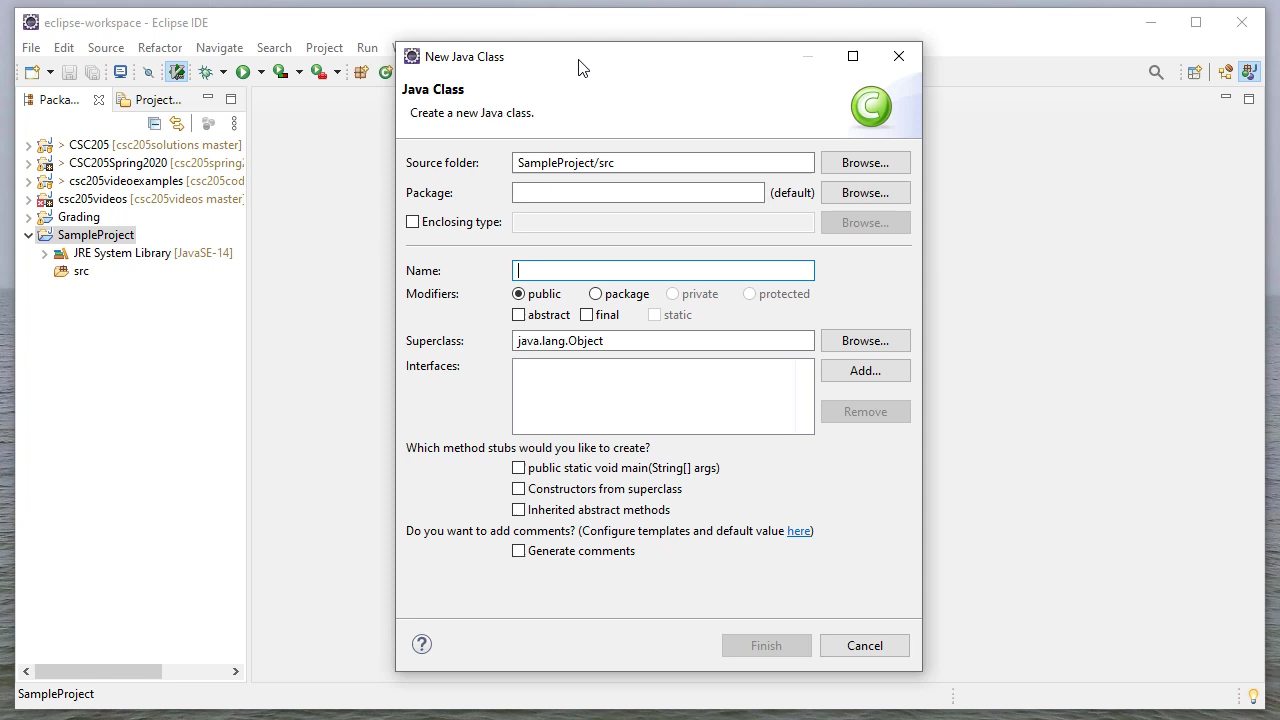 eclipse-workspace - Eclipse IDE
File Edit Source Refactor Navigate Search Project Run
Packa... Project...
> CSC205 [csc205solutions master]
> CSC205Spring2020 [csc205spring
> csc205videoexamples [csc205cod
csc205videos [csc205videos master]
Grading
SampleProject
JRE System Library [JavaSE-14]
src
SampleProject
New Java Class
Java Class
Create a new Java class.
Source folder: SampleProject/src Browse...
Package: (default) Browse...
Enclosing type: Browse...
Name:
Modifiers: public package private protected
abstract final static
Superclass: java.lang.Object Browse...
Interfaces: Add...
Remove
Which method stubs would you like to create?
public static void main(String[] args)
Constructors from superclass
Inherited abstract methods
Do you want to add comments? (Configure templates and default value here)
Generate comments
? Finish Cancel